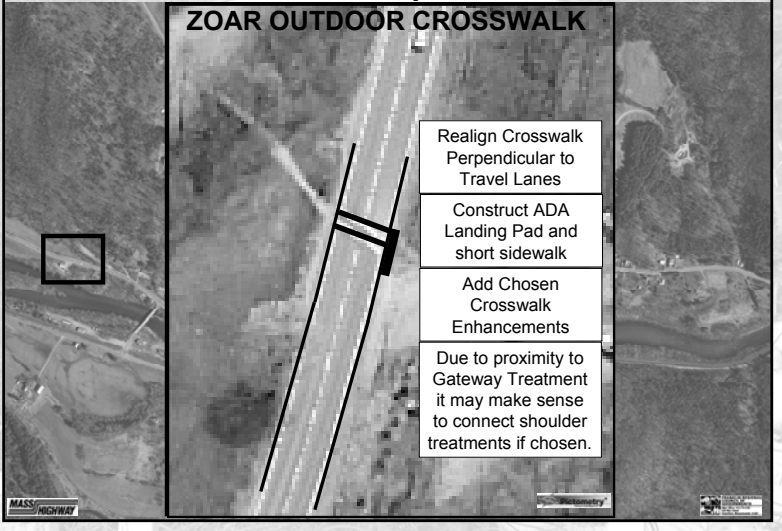 ZOAR OUTDOOR CROSSWALK
Realign Crosswalk
Perpendicular to
Travel Lanes
Construct ADA
Landing Pad and
short sidewalk
Add Chosen
Crosswalk
Enhancements
Due to proximity to
Gateway Treatment
it may make sense
to connect shoulder
treatments if chosen.
MASS
HIGHWAY
Pictometry